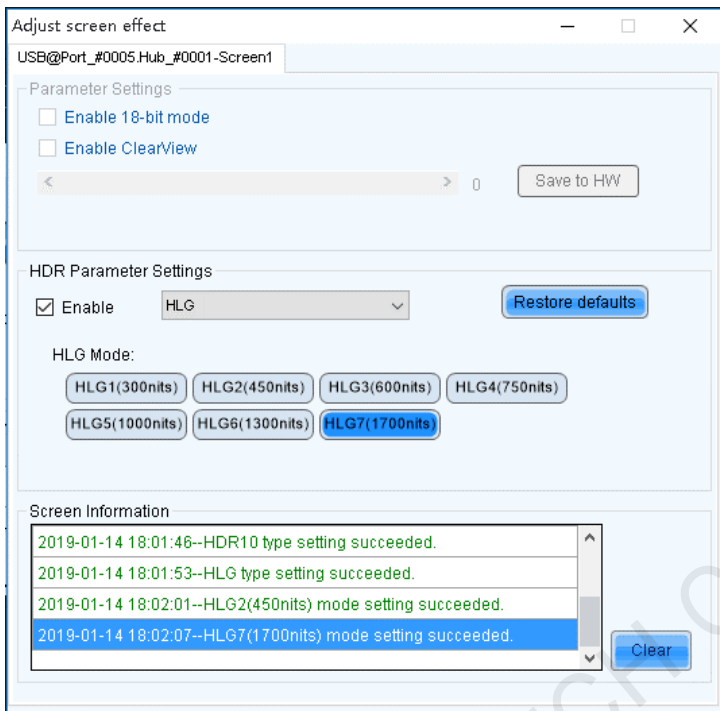 Adjust screen effect
USB@Port_#0005.Hub_#0001-Screen1
Parameter Settings
Enable 18-bit mode
Enable ClearView
0 Save to HW
HDR Parameter Settings
Enable HLG Restore defaults
HLG Mode:
HLG1(300nits) HLG2(450nits) HLG3(600nits) HLG4(750nits)
HLG5(1000nits) HLG6(1300nits) HLG7(1700nits)
Screen Information
2019-01-14 18:01:46--HDR10 type setting succeeded.
2019-01-14 18:01:53--HLG type setting succeeded.
2019-01-14 18:02:01--HLG2(450nits) mode setting succeeded.
2019-01-14 18:02:07--HLG7(1700nits) mode setting succeeded.
Clear